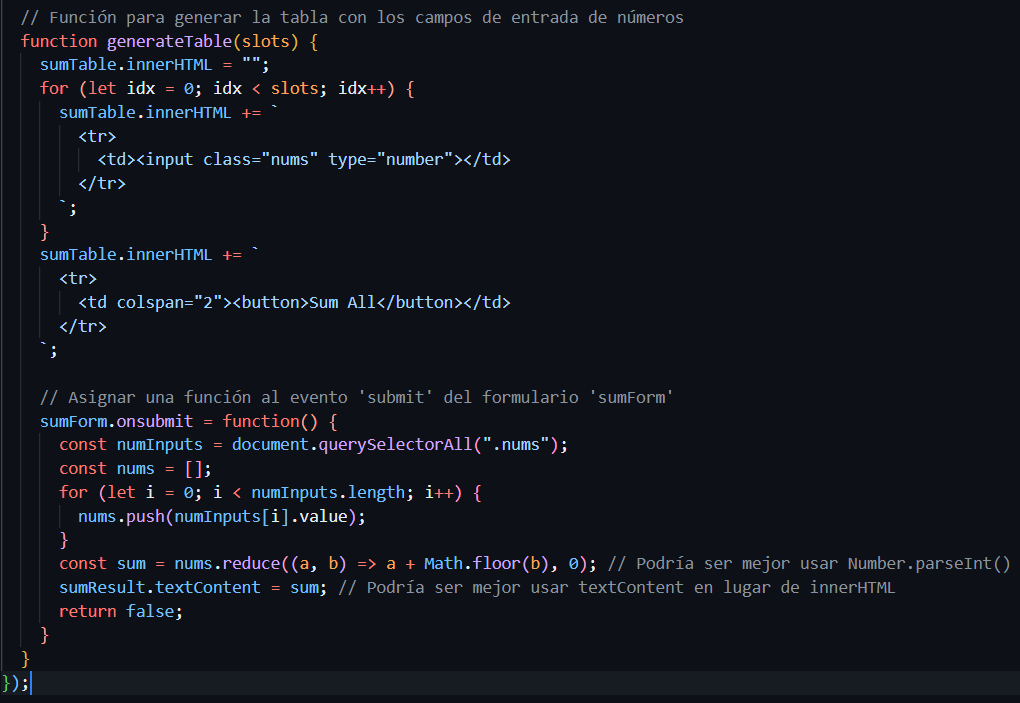 // Función para generar la tabla con los campos de entrada de números
function generateTable(slots) {
sumTable.innerHTML = "";
for (let idx = 0; idx < slots; idx++) {
sumTable.innerHTML += `
<tr>
<td><input class="nums" type="number"></td>
</tr>
`;
}
sumTable.innerHTML += `
<tr>
<td colspan="2"><button>Sum All</button></td>
</tr>
`;
// Asignar una función al evento 'submit' del formulario 'sumForm'
sumForm.onsubmit = function() {
const numInputs = document.querySelectorAll(".nums");
const nums = [];
for (let i = 0; i < numInputs.length; i++) {
nums.push(numInputs[i].value);
}
const sum = nums.reduce((a, b) => a + Math.floor(b), 0); // Podría ser mejor usar Number.parseInt()
sumResult.textContent = sum; // Podría ser mejor usar textContent en lugar de innerHTML
return false;
}
}
});